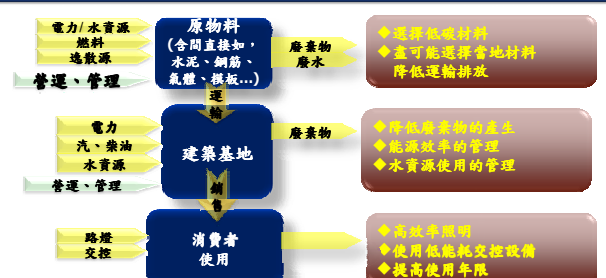 電力/水資源
燃料
逸散源
營運、管理
原物料
(含間直接如，
水泥、鋼筋、
氣體、模板...)
廢棄物
廢水
◆選擇低碳材料
◆盡可能選擇當地材料
降低運輸排放
運
輸
電力
汽、柴油
水資源
營運、管理
建築基地
廢棄物
◆降低廢棄物的產生
◆能源效率的管理
◆水資源使用的管理
銷
售
路燈
交控
消費者
使用
◆高效率照明
◆使用低能耗交控設備
◆提高使用年限